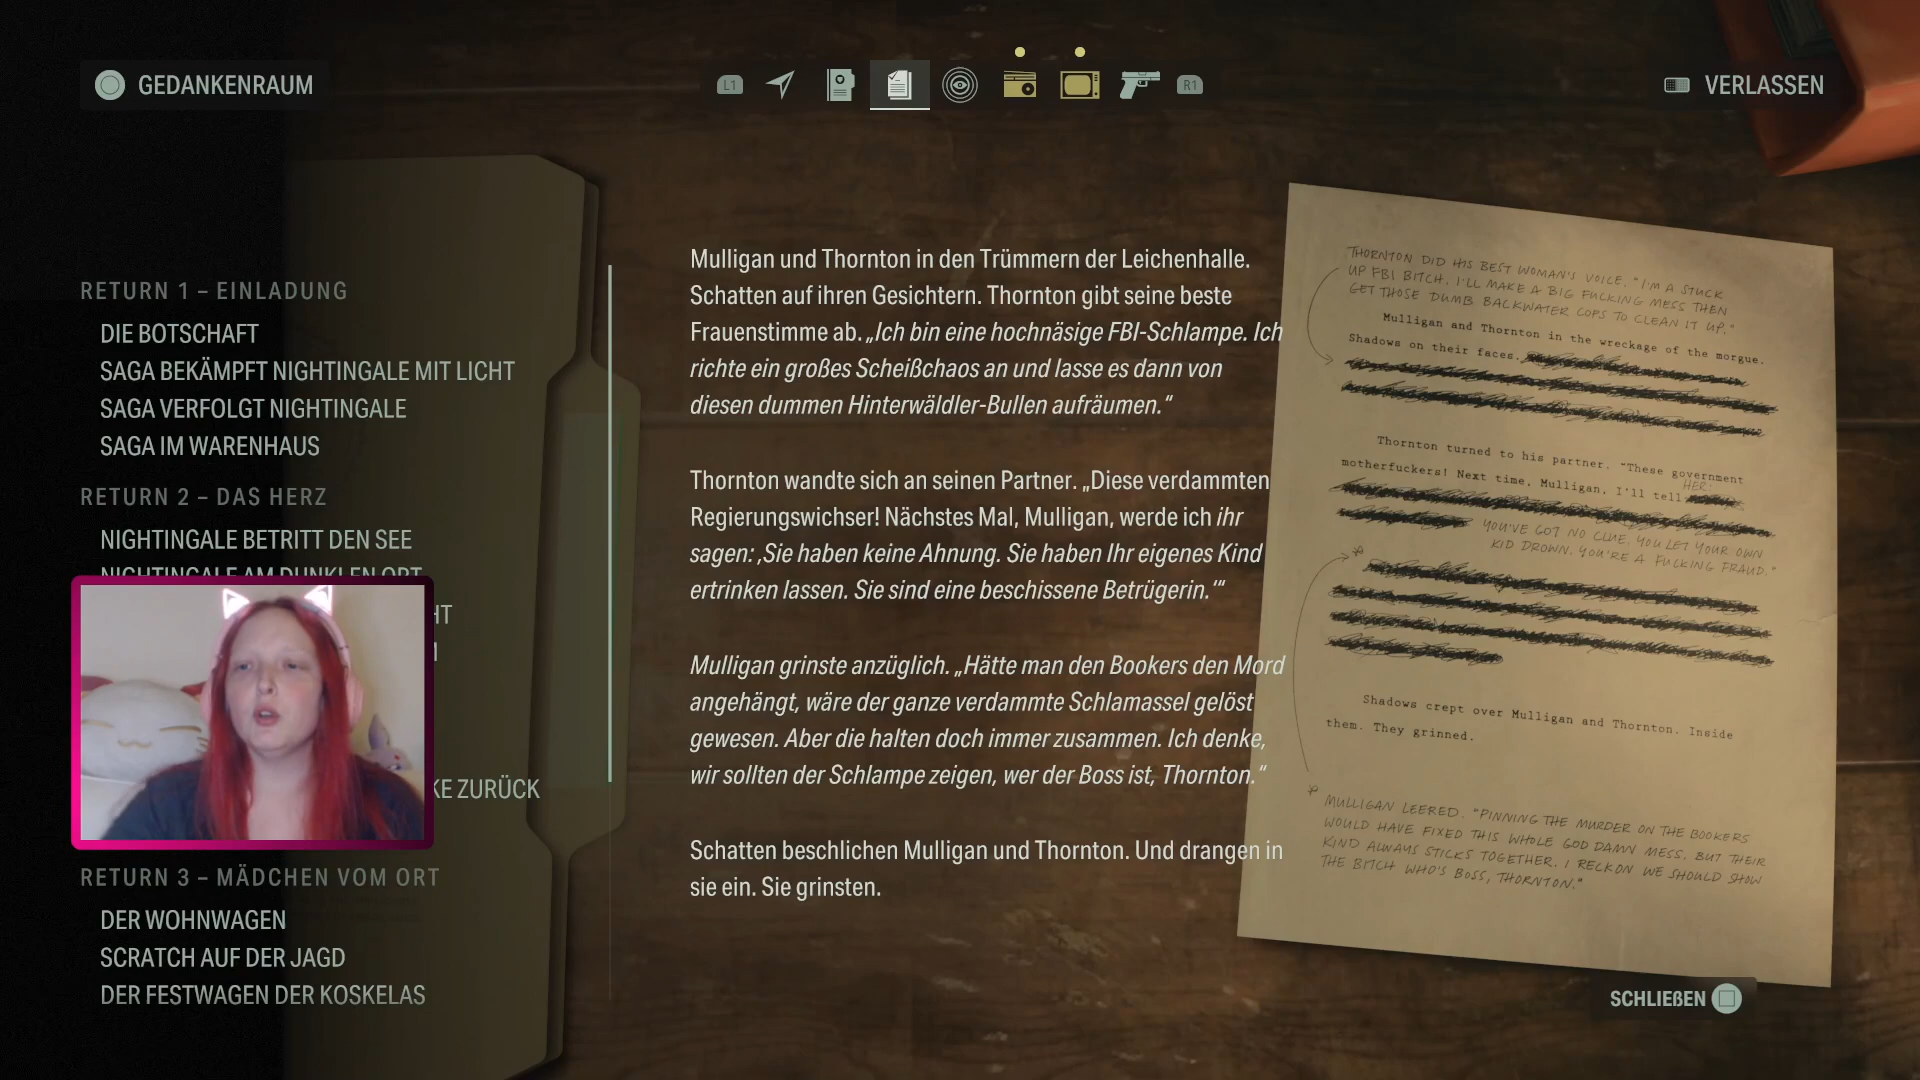 GEDANKENRAUM
L1
R1
VERLASSEN
RETURN 1 – EINLADUNG
DIE BOTSCHAFT
SAGA BEKÄMPFT NIGHTINGALE MIT LICHT
SAGA VERFOLGT NIGHTINGALE
SAGA IM WARENHAUS
RETURN 2 – DAS HERZ
NIGHTINGALE BETRITT DEN SEE
NIGHTINGALE AM DUNKLEN ORT
HT
KE ZURÜCK
RETURN 3 – MÄDCHEN VOM ORT
DER WOHNWAGEN
SCRATCH AUF DER JAGD
DER FESTWAGEN DER KOSKELAS
Mulligan und Thornton in den Trümmern der Leichenhalle.
Schatten auf ihren Gesichtern. Thornton gibt seine beste
Frauenstimme ab. „Ich bin eine hochnäsige FBI-Schlampe. Ich
richte ein großes Scheißchaos an und lasse es dann von
diesen dummen Hinterwäldler-Bullen aufräumen.“
Thornton wandte sich an seinen Partner. „Diese verdammten
Regierungswichser! Nächstes Mal, Mulligan, werde ich ihr
sagen: ‚Sie haben keine Ahnung. Sie haben Ihr eigenes Kind
ertrinken lassen. Sie sind eine beschissene Betrügerin.‘“
Mulligan grinste anzüglich. „Hätte man den Bookers den Mord
angehängt, wäre der ganze verdammte Schlamassel gelöst
gewesen. Aber die halten doch immer zusammen. Ich denke,
wir sollten der Schlampe zeigen, wer der Boss ist, Thornton.“
Schatten beschlichen Mulligan und Thornton. Und drangen in
sie ein. Sie grinsten.
THORNTON DID HIS BEST WOMAN'S VOICE. "I'M A STUCK
UP FBI BITCH. I'LL MAKE A BIG FUCKING MESS THEN
GET THOSE DUMB BACKWATER COPS TO CLEAN IT UP."
Mulligan and Thornton in the wreckage of the morgue.
Shadows on their faces.
Thornton turned to his partner. "These government
motherfuckers! Next time, Mulligan, I'll tell
HER:
YOU'VE GOT NO CLUE. YOU LET YOUR OWN
KID DROWN. YOU'RE A FUCKING FRAUD."
Shadows crept over Mulligan and Thornton. Inside
them. They grinned.
MULLIGAN LEERED. "PINNING THE MURDER ON THE BOOKERS
WOULD HAVE FIXED THIS WHOLE GOD DAMN MESS. BUT THEIR
KIND ALWAYS STICKS TOGETHER. I RECKON WE SHOULD SHOW
THE BITCH WHO'S BOSS, THORNTON."
SCHLIEßEN